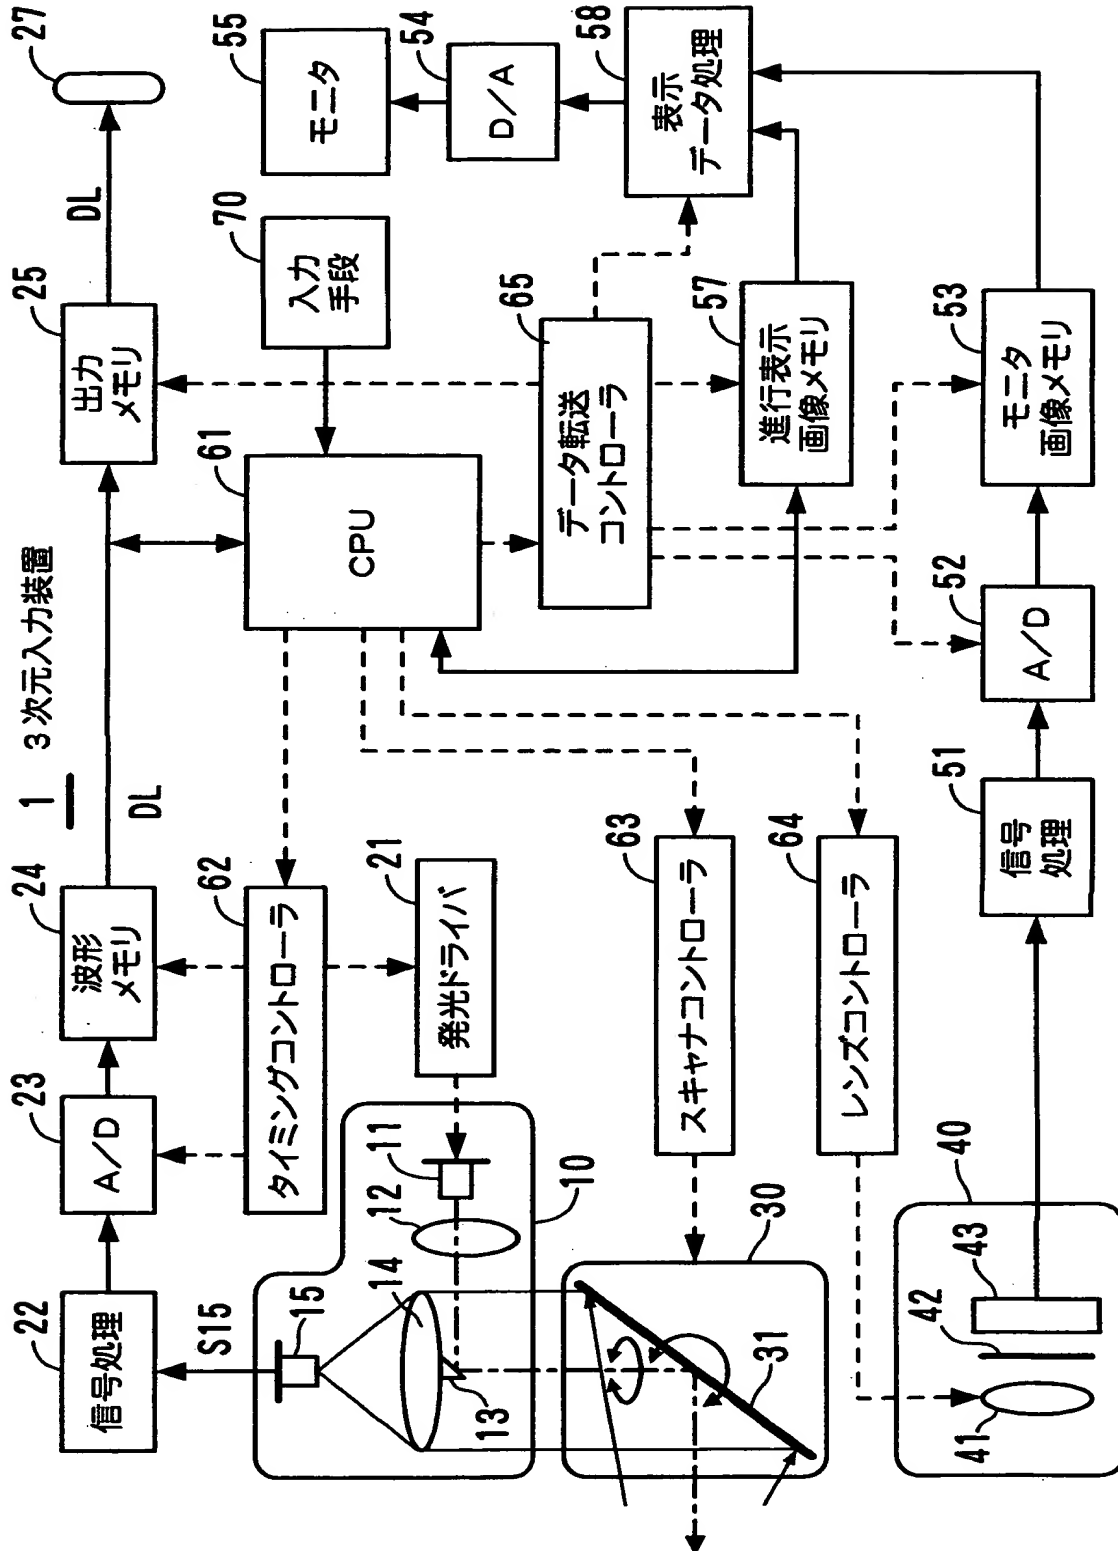 1
3次元入力装置
22
信号処理
S15
23
A/D
24
波形
メモリ
DL
25
出力
メモリ
DL
27
62
タイミングコントローラ
21
発光ドライバ
61
CPU
70
入力
手段
55
モニタ
54
D/A
58
表示
データ処理
65
データ転送
コントローラ
57
進行表示
画像メモリ
53
モニタ
画像メモリ
52
A/D
51
信号
処理
63
スキャナコントローラ
64
レンズコントローラ
10
11
12
13
14
15
30
31
40
41
42
43